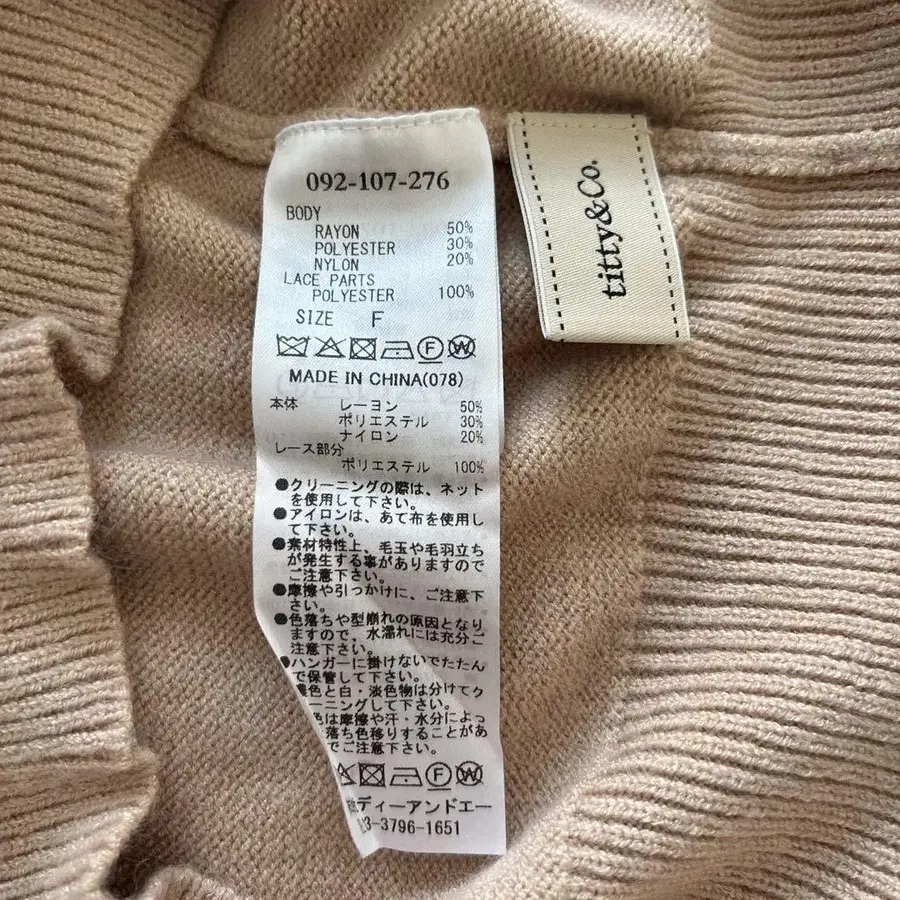 092-107-276
BODY
RAYON 50%
POLYESTER 30%
NYLON 20%
LACE PARTS
POLYESTER 100%
SIZE F
MADE IN CHINA(078)
本体 レーヨン 50%
ポリエステル 30%
ナイロン 20%
レース部分
ポリエステル 100%
●クリーニングの際は、ネット
を使用して下さい。
●アイロンは、あて布を使用し
て下さい。
●素材特性上、毛玉や毛羽立ち
が発生する事がありますので
ご注意下さい。
●摩擦や引っかけに、ご注意下
さい。
●色落ちや型崩れの原因となり
ますので、水濡れには充分ご
注意下さい。
●ハンガーに掛けないでたたん
で保管して下さい。
色と白・淡色物は分けてク
ーニングして下さい。
色は摩擦や汗・水分によっ
落ち色移りすることがあ
でご注意下さい。
ディーアンドエー
3-3796-1651
titty&Co.